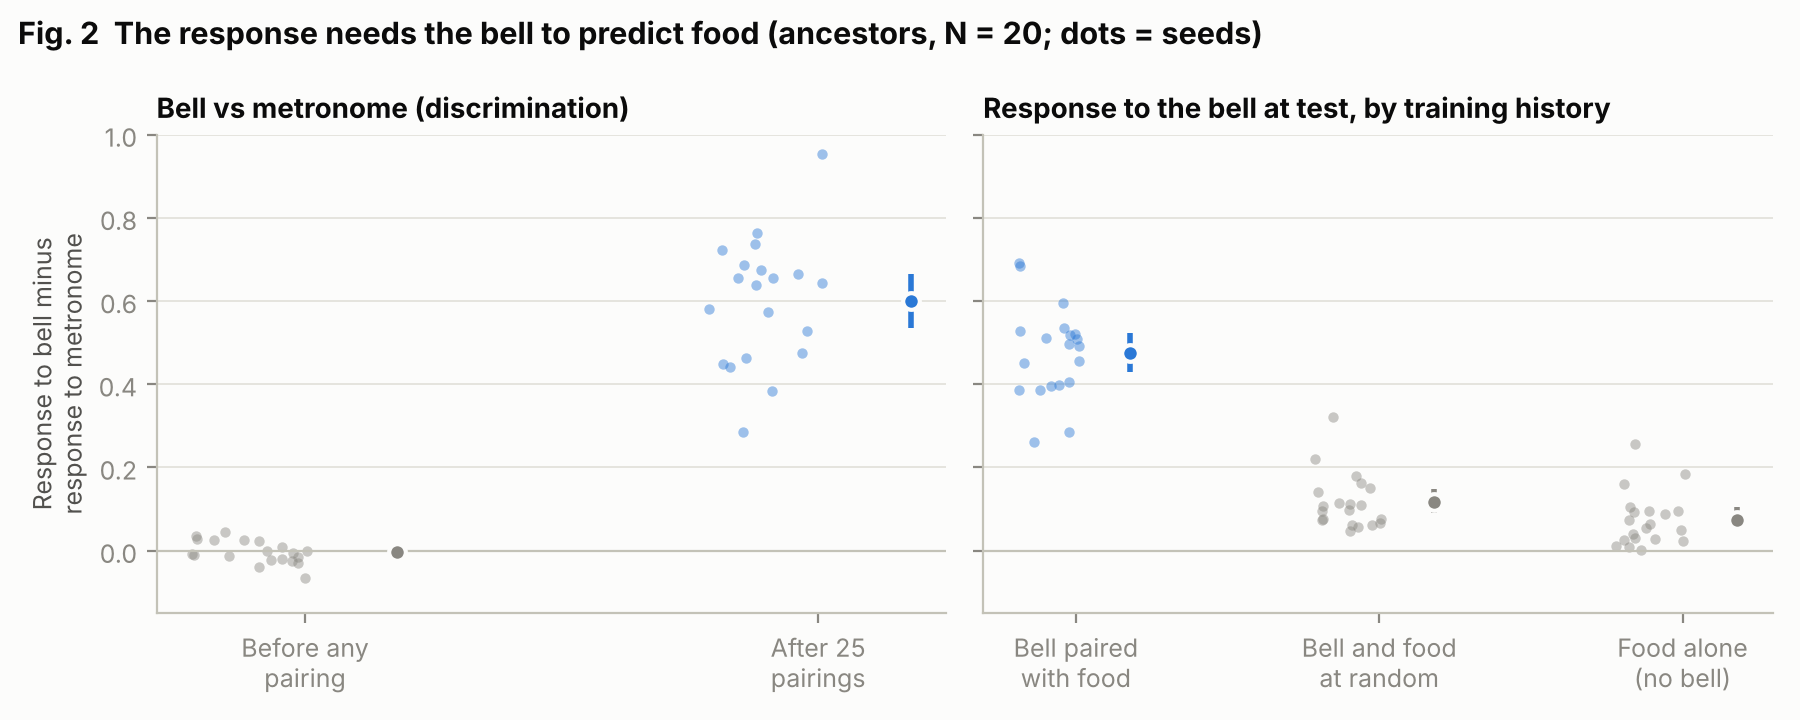 Fig. 2 The response needs the bell to predict food (ancestors, N = 20; dots = seeds)
Bell vs metronome (discrimination)
Response to the bell at test, by training history
Response to bell minus
response to metronome
1.0
0.8
0.6
0.4
0.2
0.0
Before any
pairing
After 25
pairings
Bell paired
with food
Bell and food
at random
Food alone
(no bell)